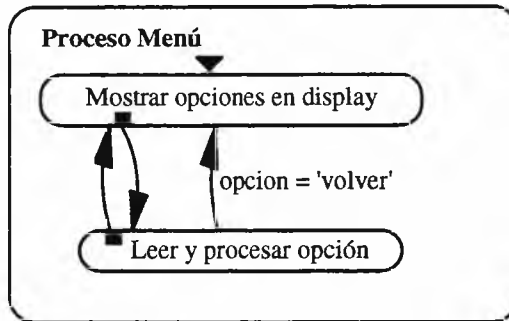 Proceso Menú
Mostrar opciones en display
opcion = 'volver'
Leer y procesar opción